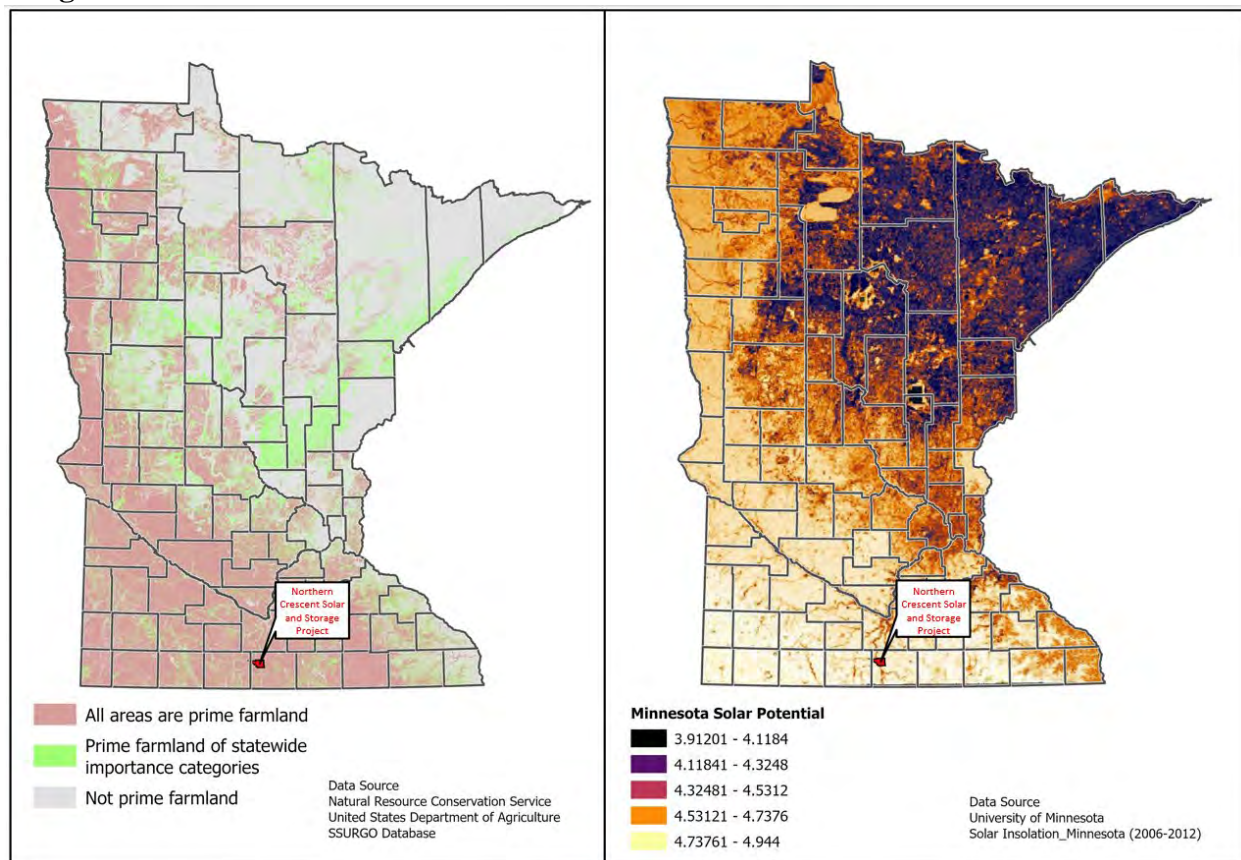 Northern
Crescent Solar
and Storage
Project
All areas are prime farmland
Prime farmland of statewide
importance categories
Not prime farmland
Data Source
Natural Resource Conservation Service
United States Department of Agriculture
SSURGO Database
Northern
Crescent Solar
and Storage
Project
Minnesota Solar Potential
3.91201 - 4.1184
4.11841 - 4.3248
4.32481 - 4.5312
4.53121 - 4.7376
4.73761 - 4.944
Data Source
University of Minnesota
Solar Insolation_Minnesota (2006-2012)